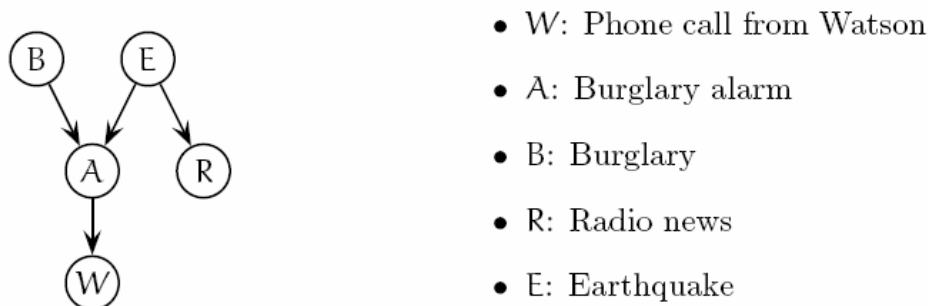 B
E
A
R
W
• W: Phone call from Watson
• A: Burglary alarm
• B: Burglary
• R: Radio news
• E: Earthquake